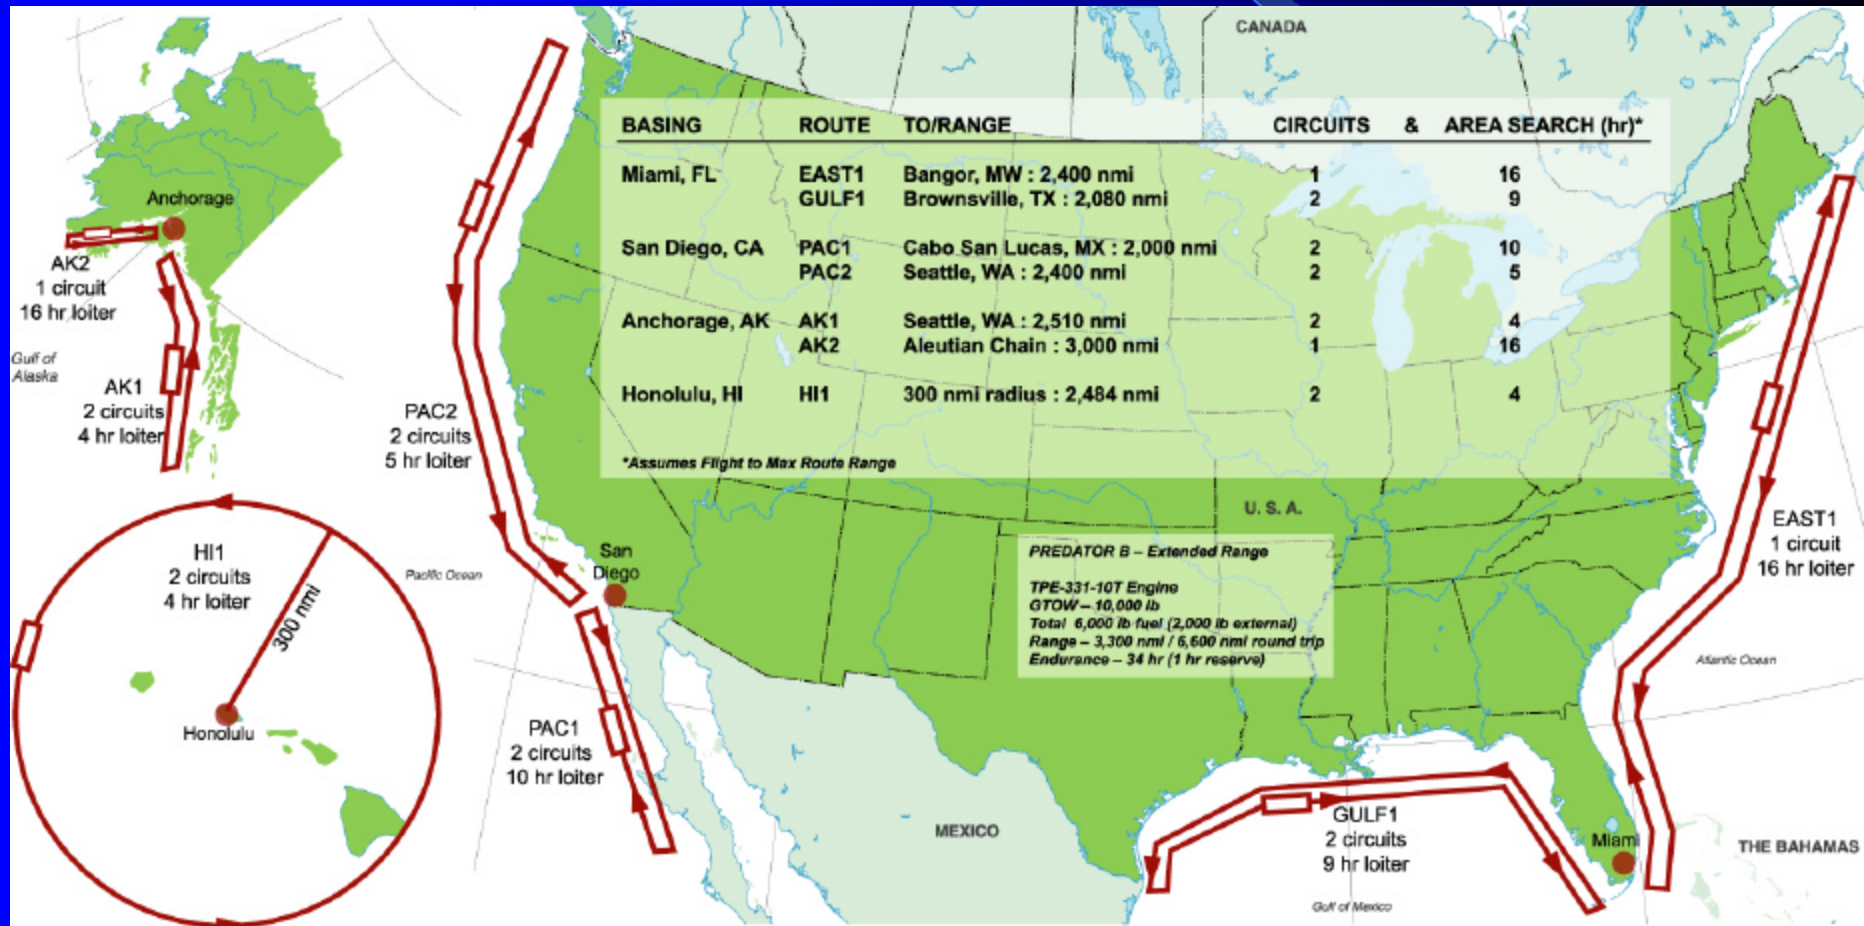 CANADA
BASING ROUTE TO/RANGE CIRCUITS & AREA SEARCH (hr)*
Miami, FL EAST1 Bangor, MW : 2,400 nmi 1 16
GULF1 Brownsville, TX : 2,080 nmi 2 9
San Diego, CA PAC1 Cabo San Lucas, MX : 2,000 nmi 2 10
PAC2 Seattle, WA : 2,400 nmi 2 5
Anchorage, AK AK1 Seattle, WA : 2,510 nmi 2 4
AK2 Aleutian Chain : 3,000 nmi 1 16
Honolulu, HI HI1 300 nmi radius : 2,484 nmi 2 4
*Assumes Flight to Max Route Range
Anchorage
AK2
1 circuit
16 hr loiter
Gulf of
Alaska
AK1
2 circuits
4 hr loiter
PAC2
2 circuits
5 hr loiter
HI1
2 circuits
4 hr loiter
300 nmi
Honolulu
Pacific Ocean
San
Diego
PAC1
2 circuits
10 hr loiter
U. S. A.
PREDATOR B – Extended Range
TPE-331-10T Engine
GTOW – 10,000 lb
Total 6,000 lb fuel (2,000 lb external)
Range – 3,300 nmi / 6,600 nmi round trip
Endurance – 34 hr (1 hr reserve)
EAST1
1 circuit
16 hr loiter
Atlantic Ocean
MEXICO
GULF1
2 circuits
9 hr loiter
Miami
THE BAHAMAS
Gulf of Mexico